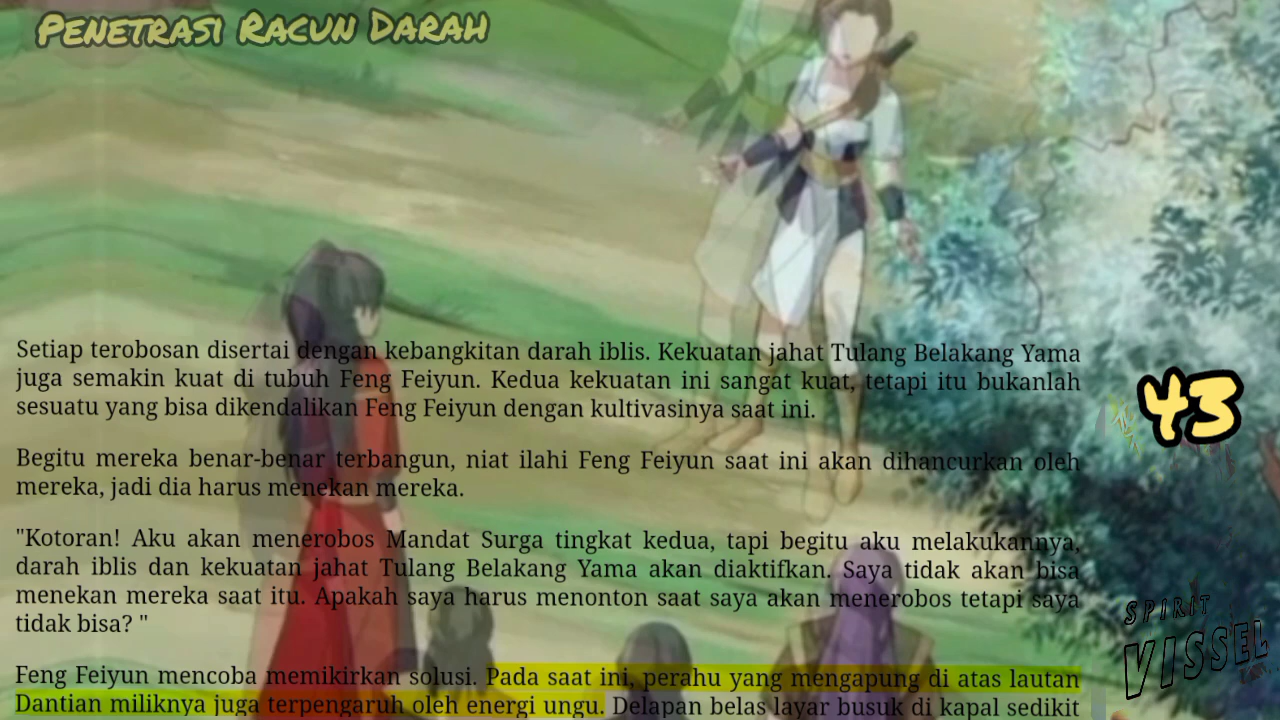 Penetrasi Racun Darah
Setiap terobosan disertai dengan kebangkitan darah iblis. Kekuatan jahat Tulang Belakang Yama
juga semakin kuat di tubuh Feng Feiyun. Kedua kekuatan ini sangat kuat, tetapi itu bukanlah
sesuatu yang bisa dikendalikan Feng Feiyun dengan kultivasinya saat ini.
Begitu mereka benar-benar terbangun, niat ilahi Feng Feiyun saat ini akan dihancurkan oleh
mereka, jadi dia harus menekan mereka.
43
"Kotoran! Aku akan menerobos Mandat Surga tingkat kedua, tapi begitu aku melakukannya,
darah iblis dan kekuatan jahat Tulang Belakang Yama akan diaktifkan. Saya tidak akan bisa
menekan mereka saat itu. Apakah saya harus menonton saat saya akan menerobos tetapi saya
tidak bisa? "
SPIRIT
VISSEL
Feng Feiyun mencoba memikirkan solusi. Pada saat ini, perahu yang mengapung di atas lautan
Dantian miliknya juga terpengaruh oleh energi ungu. Delapan belas layar busuk di kapal sedikit